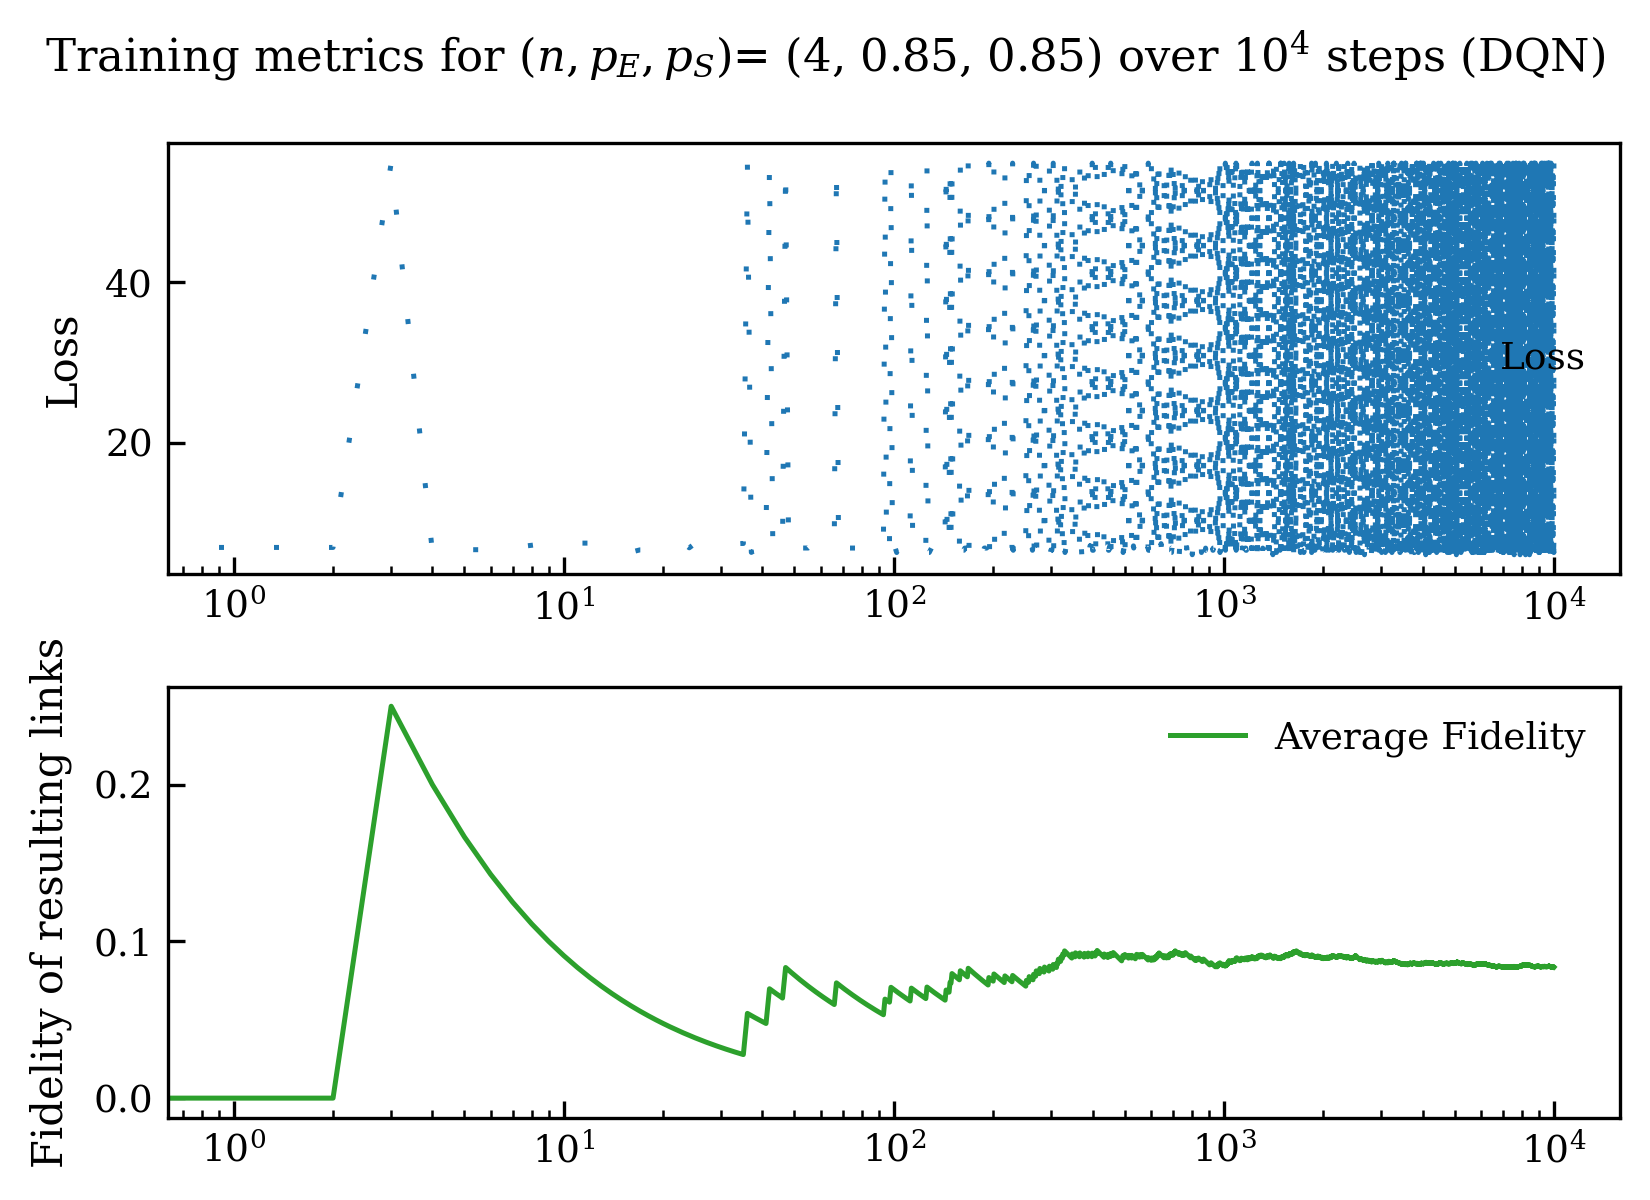 Training metrics for (n, p_E, p_S)= (4, 0.85, 0.85) over 10^4 steps (DQN)
Loss
40
20
Loss
10^0 10^1 10^2 10^3 10^4
Fidelity of resulting links
Average Fidelity
0.2
0.1
0.0
10^0 10^1 10^2 10^3 10^4